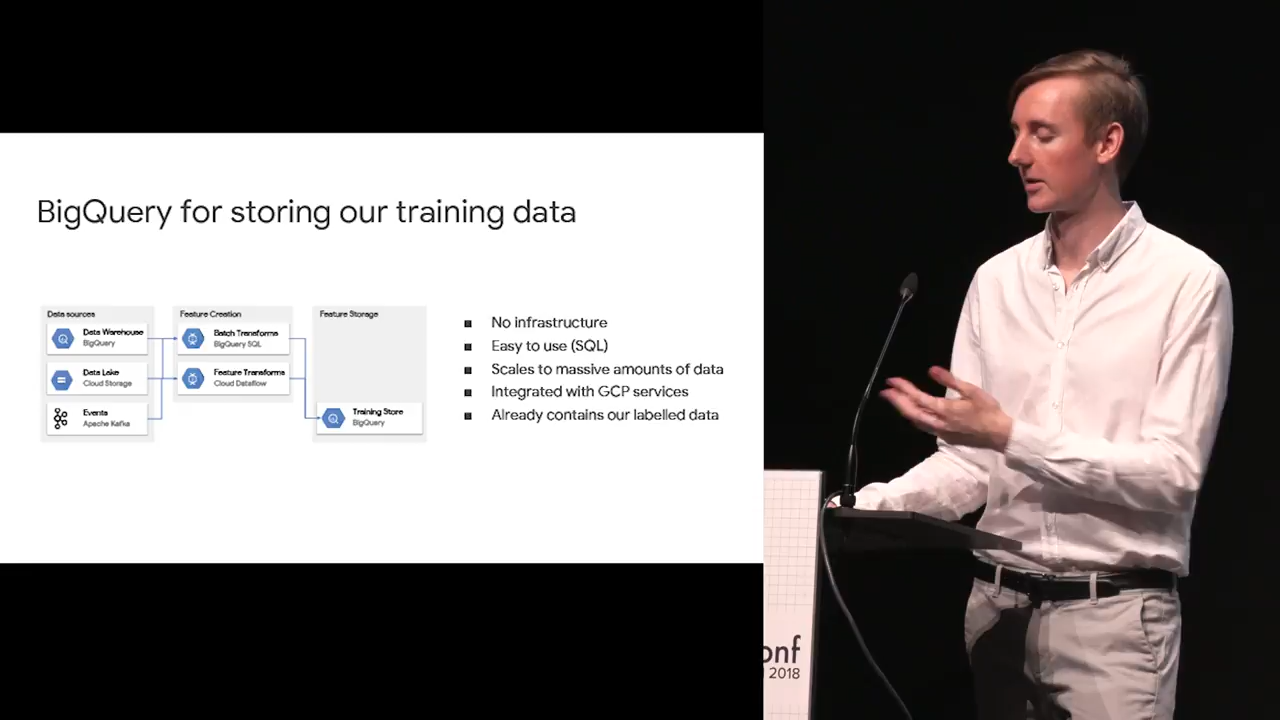 BigQuery for storing our training data
Data sources
Data Warehouse
BigQuery
Data Lake
Cloud Storage
Events
Apache Kafka
Feature Creation
Batch Transforms
BigQuery SQL
Feature Transforms
Cloud Dataflow
Feature Storage
Training Store
BigQuery
No infrastructure
Easy to use (SQL)
Scales to massive amounts of data
Integrated with GCP services
Already contains our labelled data
onf
2018